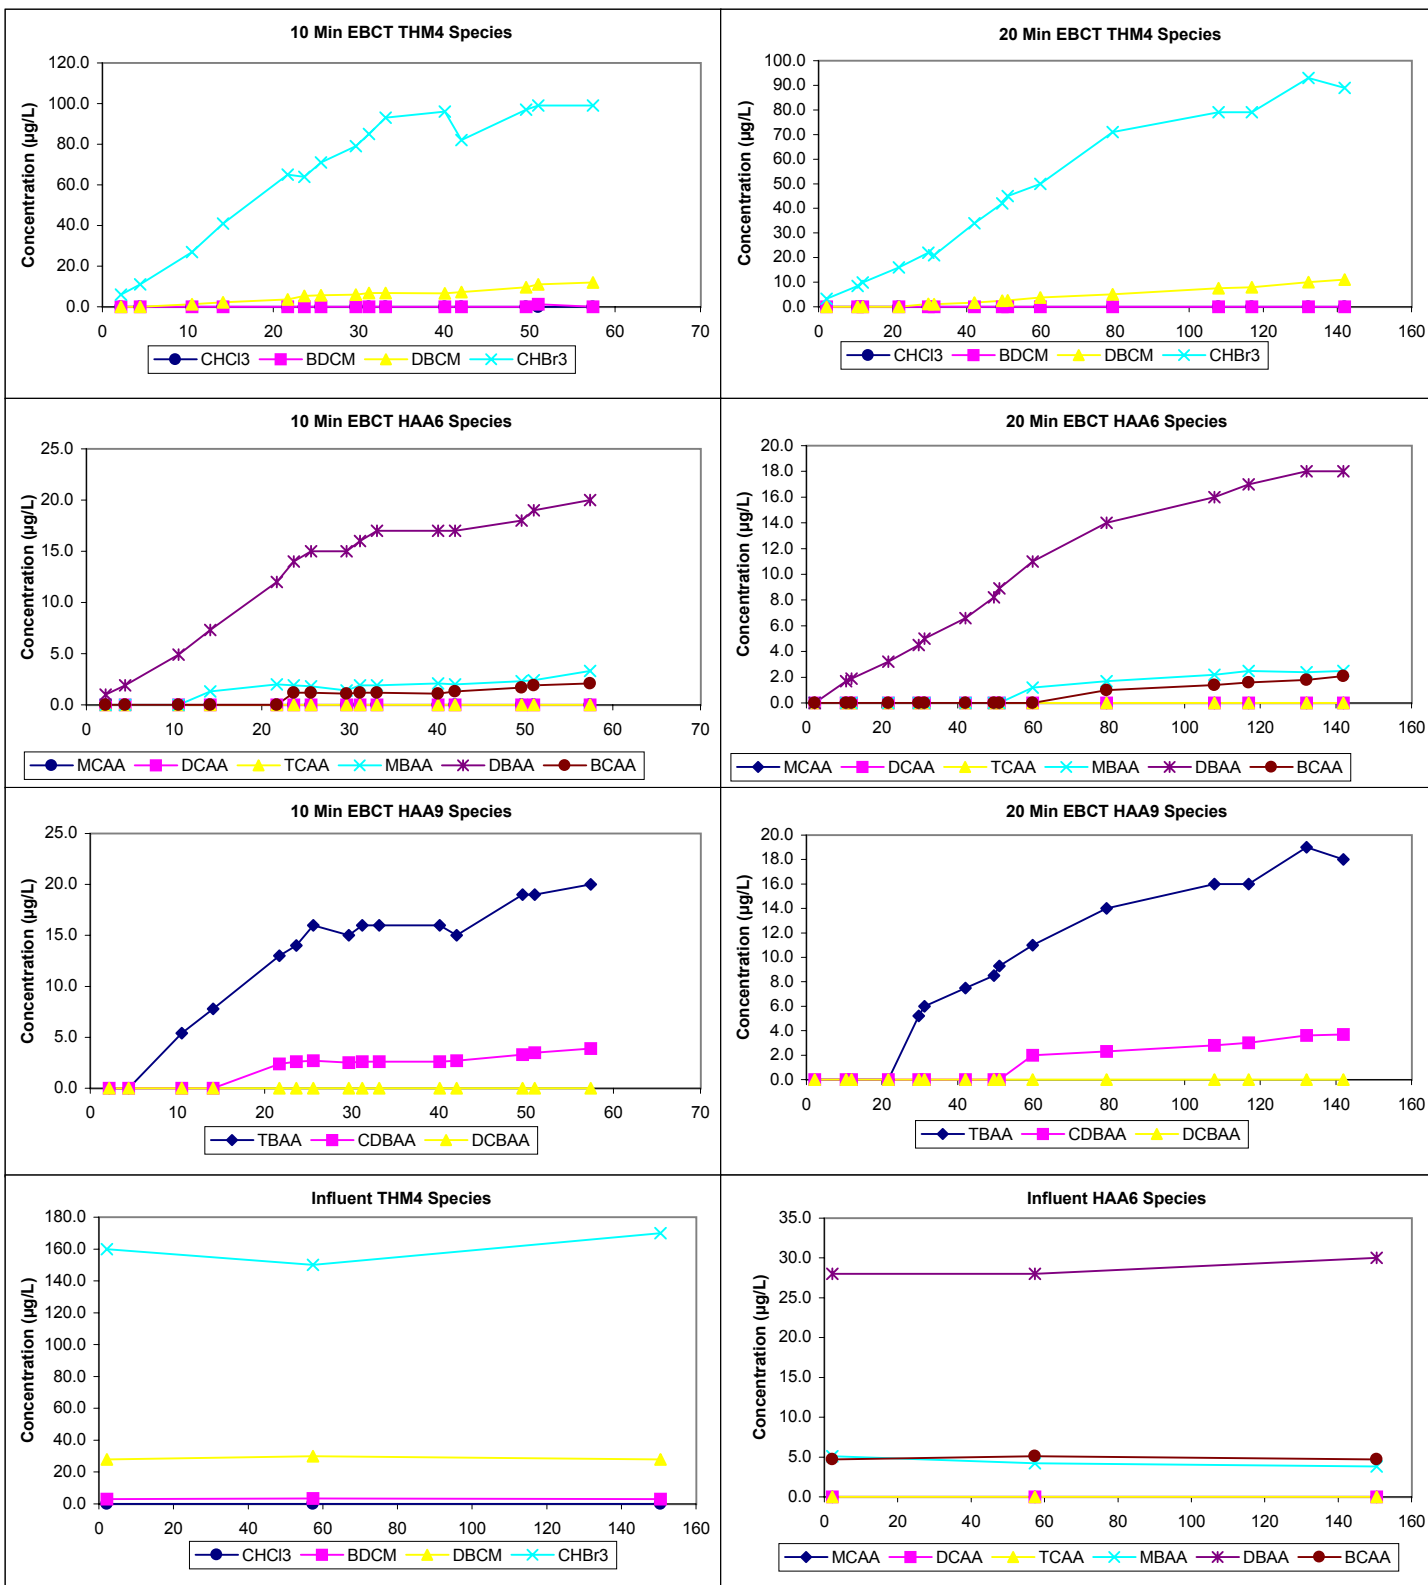 10 Min EBCT THM4 Species
Concentration (µg/L)
120.0
100.0
80.0
60.0
40.0
20.0
0.0
0 10 20 30 40 50 60 70
CHCl3 BDCM DBCM CHBr3
20 Min EBCT THM4 Species
Concentration (µg/L)
100.0
90.0
80.0
70.0
60.0
50.0
40.0
30.0
20.0
10.0
0.0
0 20 40 60 80 100 120 140 160
CHCl3 BDCM DBCM CHBr3
10 Min EBCT HAA6 Species
Concentration (µg/L)
25.0
20.0
15.0
10.0
5.0
0.0
0 10 20 30 40 50 60 70
MCAA DCAA TCAA MBAA DBAA BCAA
20 Min EBCT HAA6 Species
Concentration (µg/L)
20.0
18.0
16.0
14.0
12.0
10.0
8.0
6.0
4.0
2.0
0.0
0 20 40 60 80 100 120 140 160
MCAA DCAA TCAA MBAA DBAA BCAA
10 Min EBCT HAA9 Species
Concentration (µg/L)
25.0
20.0
15.0
10.0
5.0
0.0
0 10 20 30 40 50 60 70
TBAA CDBAA DCBAA
20 Min EBCT HAA9 Species
Concentration (µg/L)
20.0
18.0
16.0
14.0
12.0
10.0
8.0
6.0
4.0
2.0
0.0
0 20 40 60 80 100 120 140 160
TBAA CDBAA DCBAA
Influent THM4 Species
Concentration (µg/L)
180.0
160.0
140.0
120.0
100.0
80.0
60.0
40.0
20.0
0.0
0 20 40 60 80 100 120 140 160
CHCl3 BDCM DBCM CHBr3
Influent HAA6 Species
Concentration (µg/L)
35.0
30.0
25.0
20.0
15.0
10.0
5.0
0.0
0 20 40 60 80 100 120 140 160
MCAA DCAA TCAA MBAA DBAA BCAA